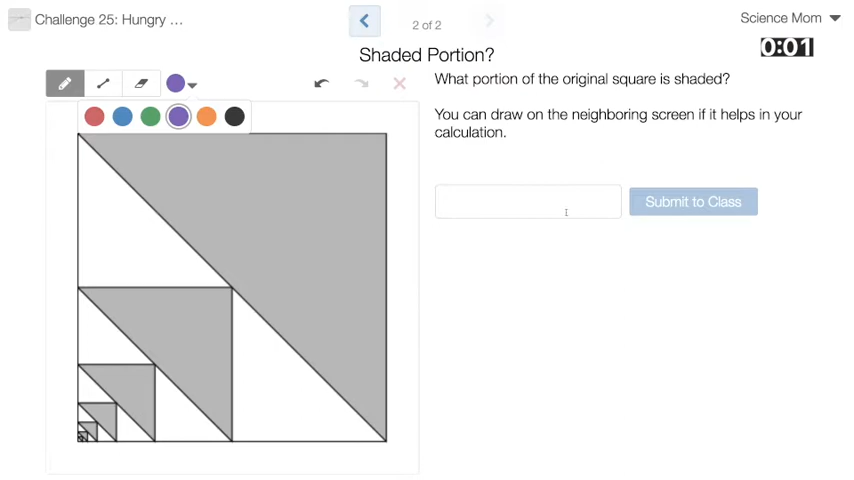 Challenge 25: Hungry ...
2 of 2
Science Mom
0:01
Shaded Portion?
What portion of the original square is shaded?
You can draw on the neighboring screen if it helps in your
calculation.
Submit to Class